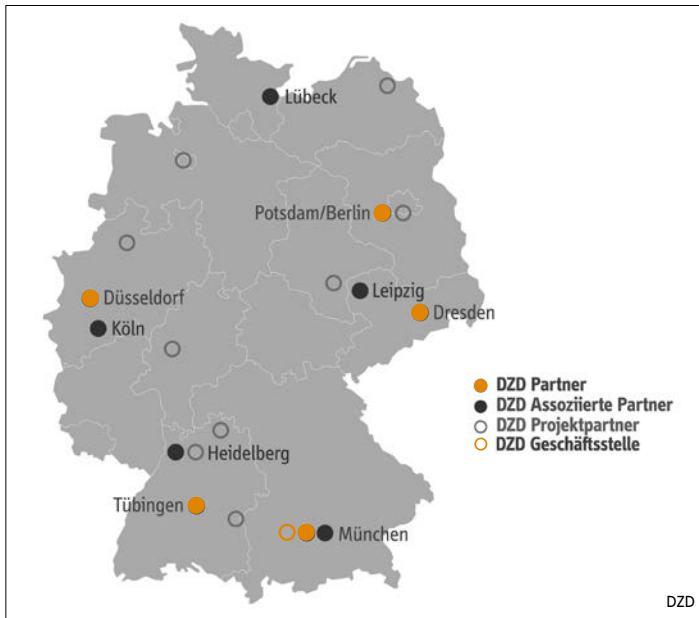 Lübeck
Potsdam/Berlin
Leipzig
Düsseldorf
Dresden
Köln
DZD Partner
DZD Assoziierte Partner
DZD Projektpartner
DZD Geschäftsstelle
Heidelberg
Tübingen
München
DZD